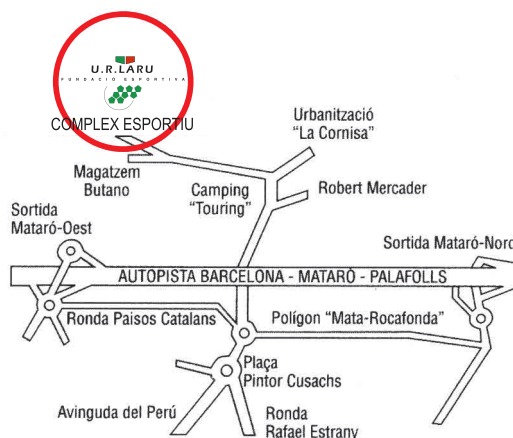 U.R.LARU
FUNDACIÓ ESPORTIVA
COMPLEX ESPORTIU
Urbanització
"La Cornisa"
Magatzem
Butano
Camping
"Touring"
Robert Mercader
Sortida
Mataró-Oest
Sortida Mataró-Nord
AUTOPISTA BARCELONA - MATARÓ - PALAFOLLS
Ronda Paisos Catalans
Polígon "Mata-Rocafonda"
Plaça
Pintor Cusachs
Avinguda del Perú
Ronda
Rafael Estrany